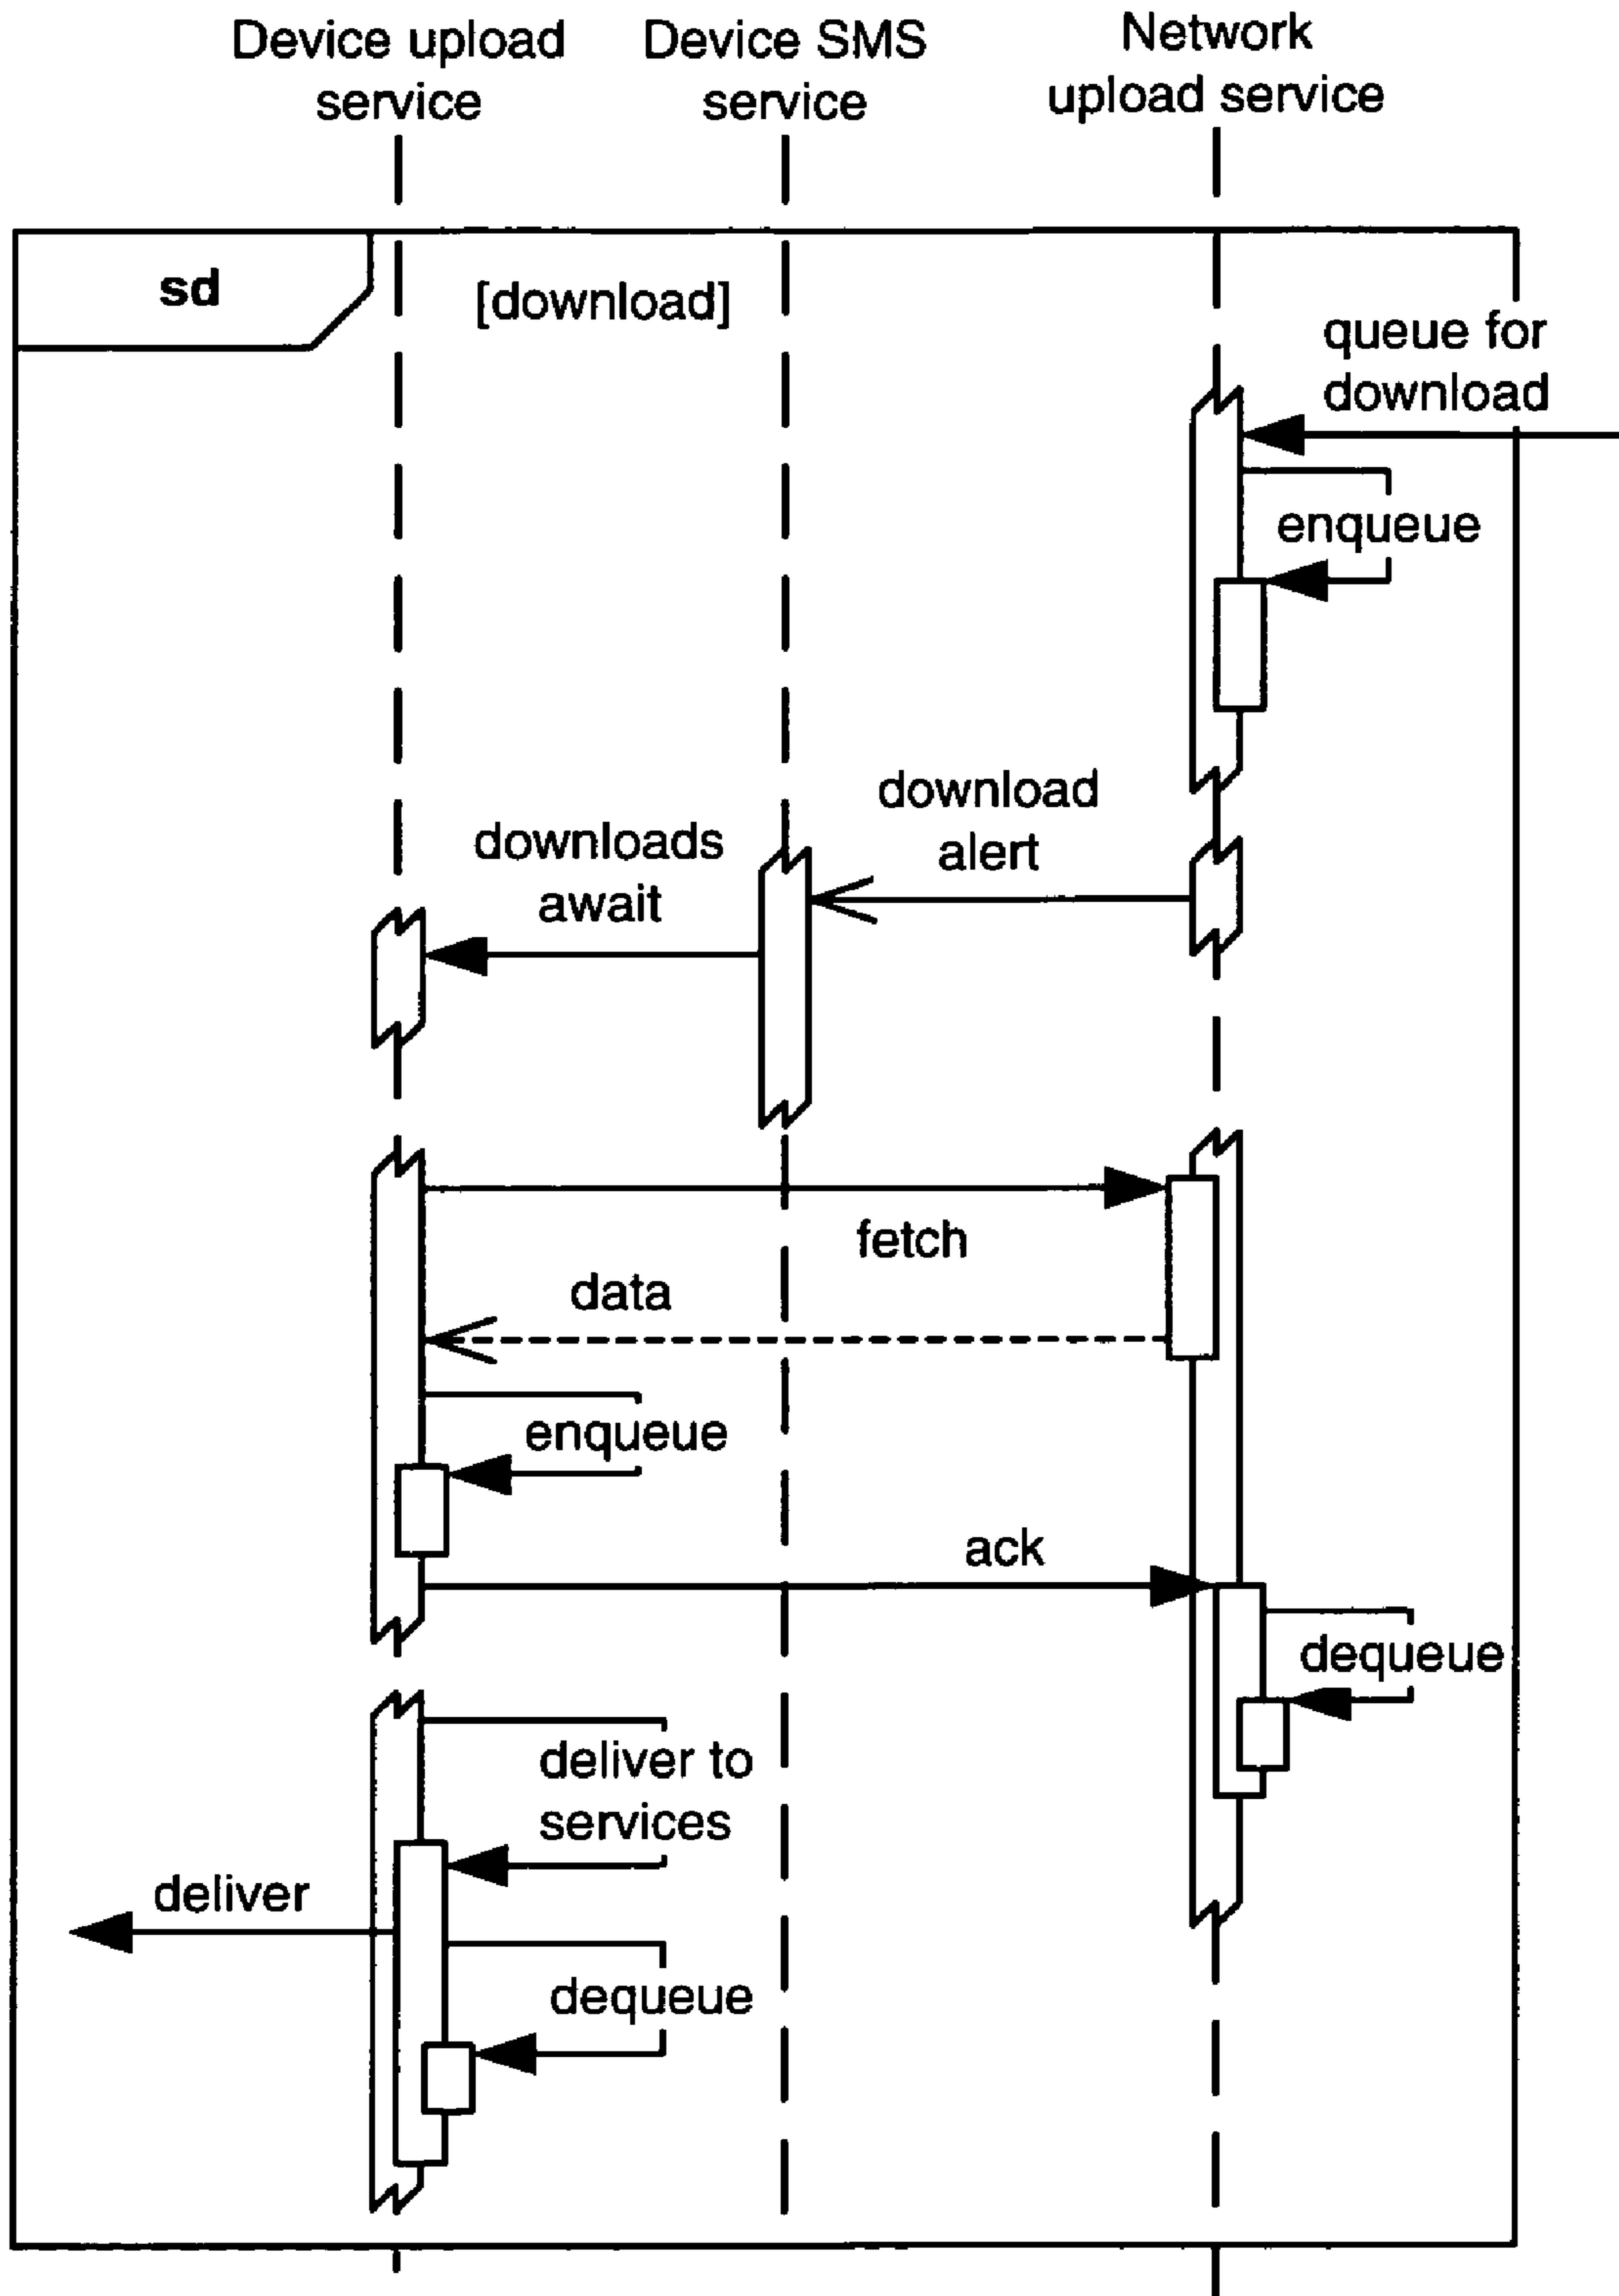 Device upload
service
Device SMS
service
Network
upload service
sd
[download]
queue for
download
enqueue
download
alert
downloads
await
fetch
data
enqueue
ack
dequeue
deliver to
services
deliver
dequeue